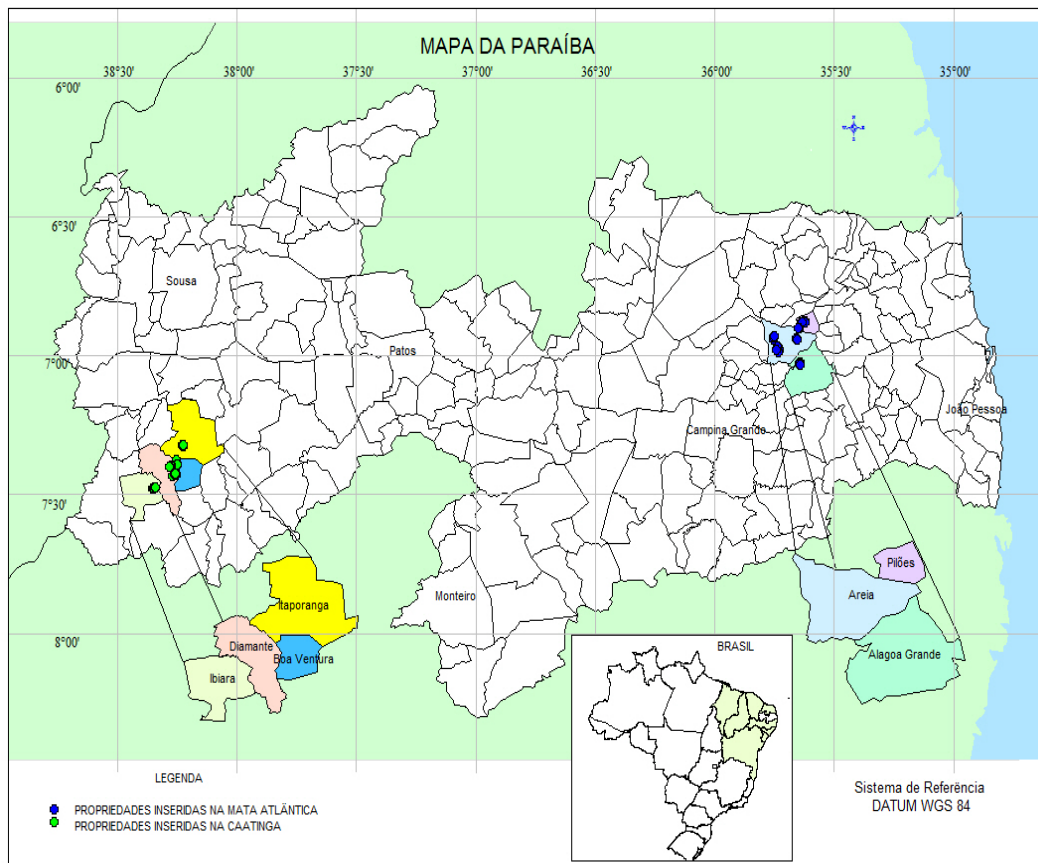 MAPA DA PARAÍBA
38°30' 38°00' 37°30' 37°00' 36°30' 36°00' 35°30' 35°00'
6°00'
6°30'
Sousa
7°00'
Patos
João Pessoa
Campina Grande
7°30'
Pilões
Areia
Monteiro
Itaporanga
8°00'
Diamante
Boa Ventura
Alagoa Grande
Ibiara
BRASIL
LEGENDA
PROPRIEDADES INSERIDAS NA MATA ATLÂNTICA
PROPRIEDADES INSERIDAS NA CAATINGA
Sistema de Referência
DATUM WGS 84